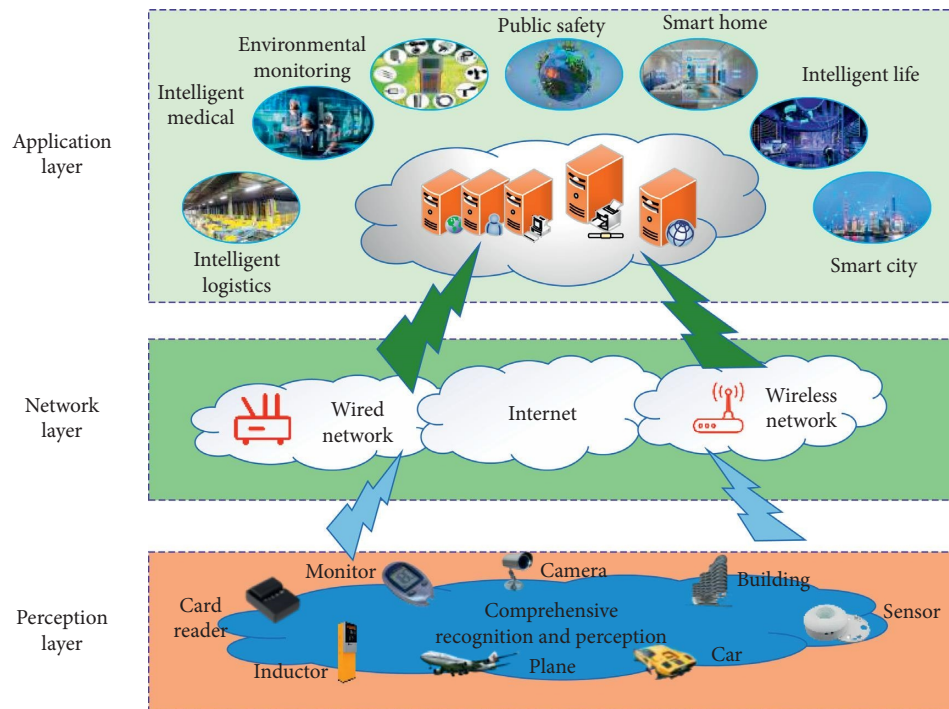 Application
layer
Public safety
Smart home
Environmental
monitoring
Intelligent life
Intelligent
medical
Intelligent
logistics
Smart city
Network
layer
Wired
network
Internet
Wireless
network
Perception
layer
Monitor
Camera
Building
Card
reader
Comprehensive
recognition and perception
Sensor
Inductor
Plane
Car